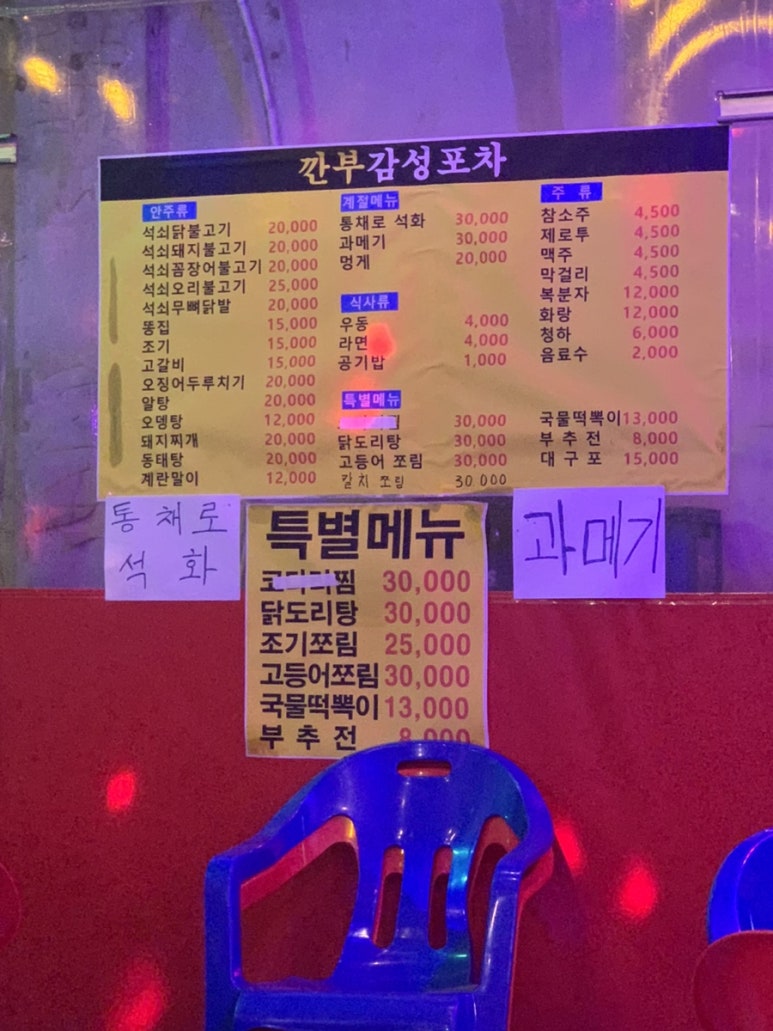 깐부감성포차
안주류
석쇠닭불고기 20,000
석쇠돼지불고기 20,000
석쇠꼼장어불고기 20,000
석쇠오리불고기 25,000
석쇠무뼈닭발 20,000
똥집 15,000
조기 15,000
고갈비 15,000
오징어두루치기 20,000
알탕 20,000
오뎅탕 12,000
돼지찌개 20,000
동태탕 20,000
계란말이 12,000
계절메뉴
통채로 석화 30,000
과메기 30,000
멍게 20,000
식사류
우동 4,000
라면 4,000
공기밥 1,000
특별메뉴
30,000
닭도리탕 30,000
고등어 쪼림 30,000
갈치 쪼림 30 000
주 류
참소주 4,500
제로투 4,500
맥주 4,500
막걸리 4,500
복분자 12,000
화랑 12,000
청하 6,000
음료수 2,000
국물떡뽁이 13,000
부 추 전 8,000
대 구 포 15,000
통 채 로
석 화
특별메뉴
찜 30,000
닭도리탕 30,000
조기쪼림 25,000
고등어쪼림 30,000
국물떡뽁이 13,000
부 추 전 8,000
과메기